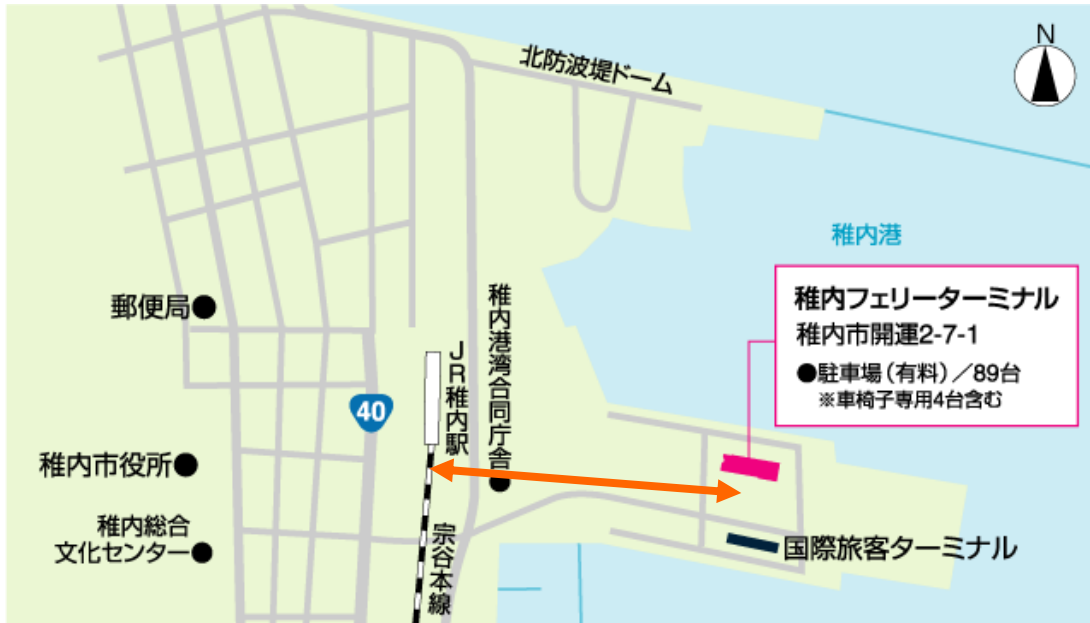 北防波堤ドーム
N
稚内港
稚内フェリーターミナル
稚内市開運2-7-1
●駐車場(有料)/89台
※車椅子専用4台含む
郵便局●
稚内港湾合同庁舎●
JR稚内駅
40
稚内市役所●
稚内総合
文化センター●
宗谷本線
国際旅客ターミナル